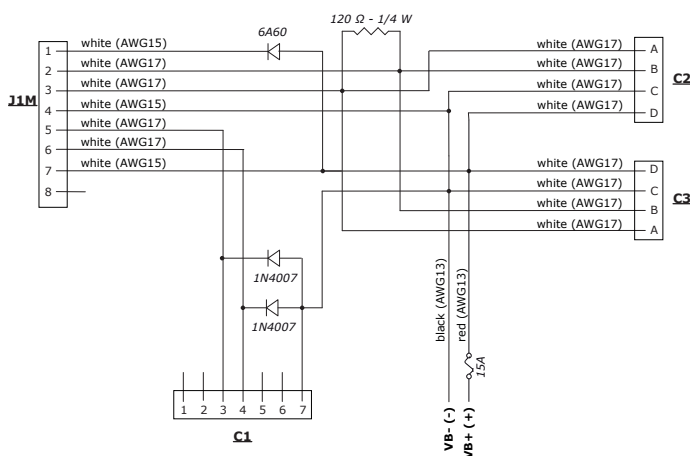 120 Ω - 1/4 W
6A60
J1M
1 white (AWG15)
2 white (AWG17)
3 white (AWG17)
4 white (AWG15)
5 white (AWG17)
6 white (AWG17)
7 white (AWG15)
8
white (AWG17) A
white (AWG17) B
white (AWG17) C
white (AWG17) D
C2
white (AWG17) D
white (AWG17) C
white (AWG17) B
white (AWG17) A
C3
1N4007
1N4007
black (AWG13)
red (AWG13)
15A
1 2 3 4 5 6 7
C1
VB- (-)
VB+ (+)